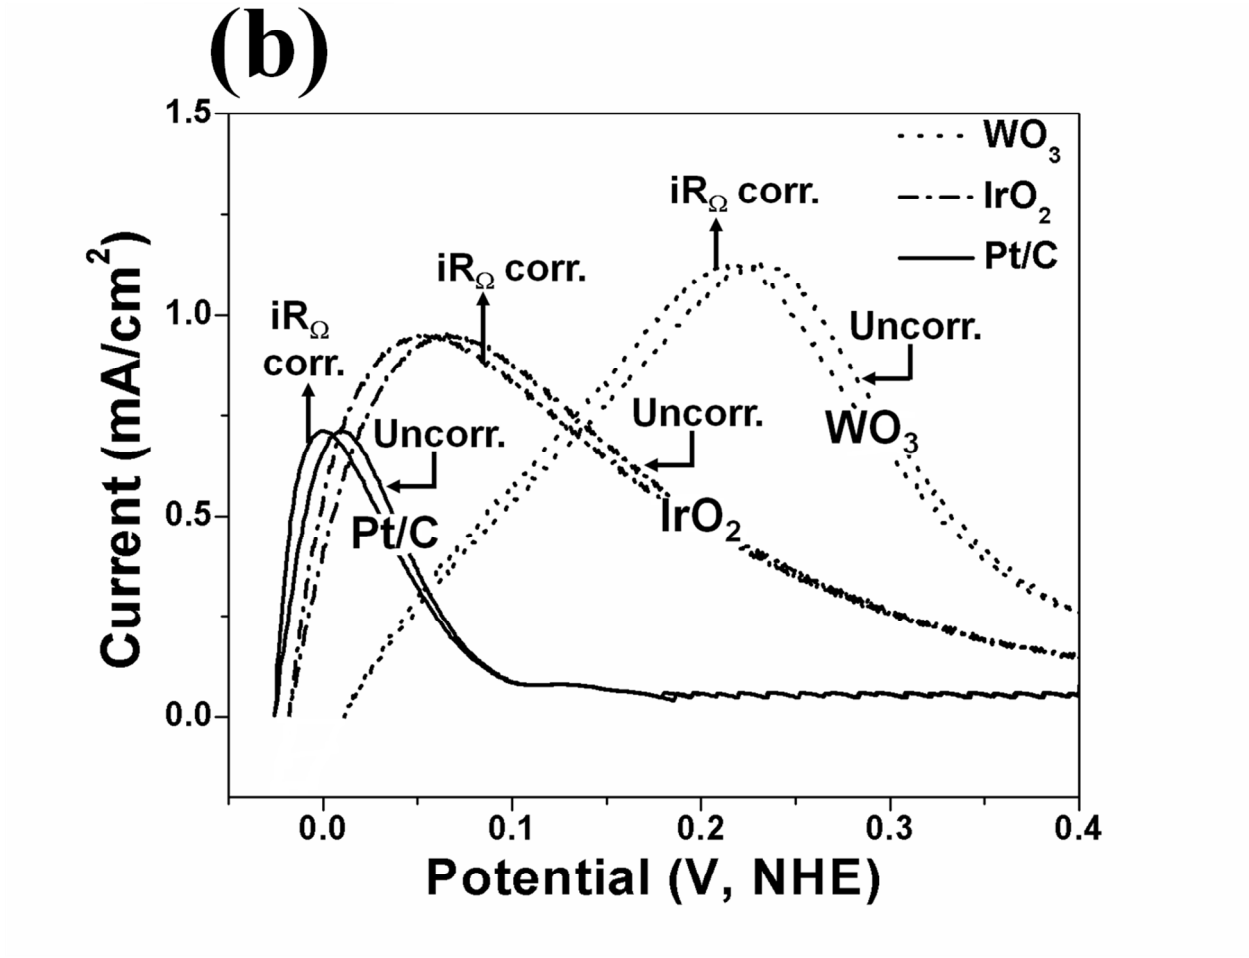 (b)
1.5
WO3
iRΩ corr.
IrO2
iRΩ corr.
Pt/C
iRΩ
corr.
1.0
Uncorr.
Uncorr.
Uncorr.
WO3
Pt/C
IrO2
0.5
0.0
Current (mA/cm2)
0.0 0.1 0.2 0.3 0.4
Potential (V, NHE)